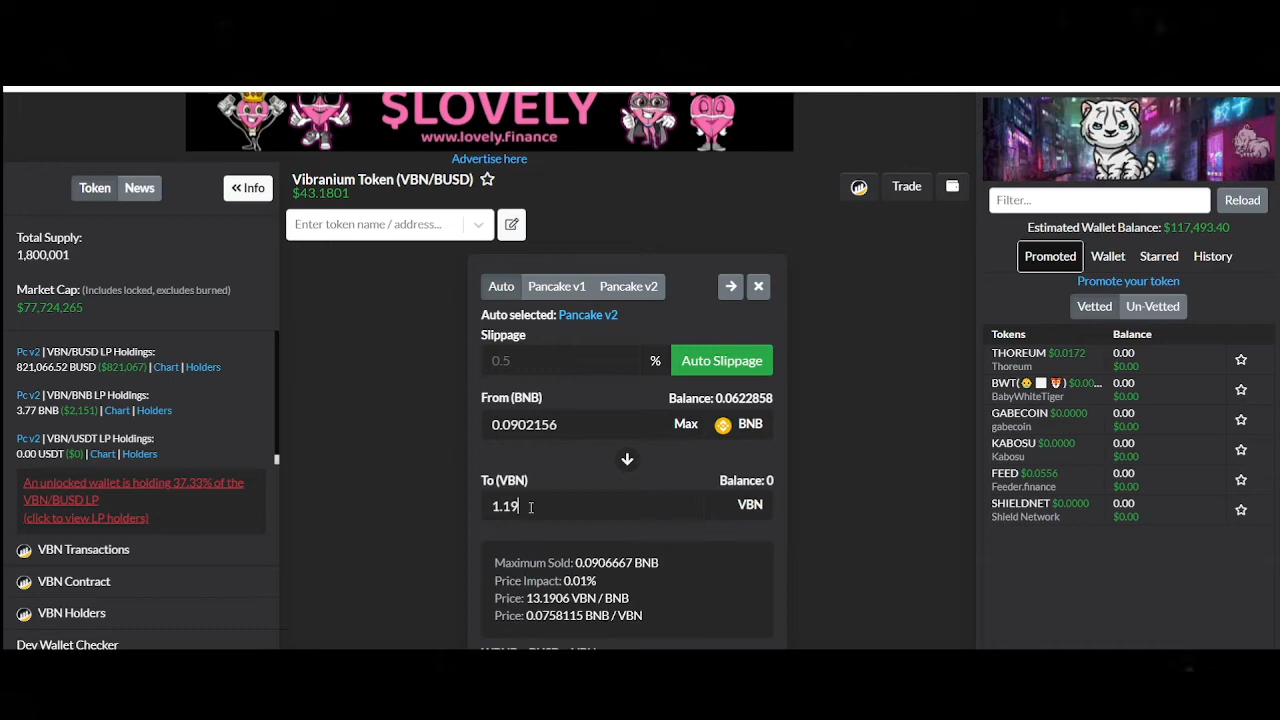 $LOVELY
www.lovely.finance
Advertise here
Token News
Info
Vibranium Token (VBN/BUSD)
$43.1801
Trade
Enter token name / address...
Total Supply:
1,800,001
Market Cap: (Includes locked, excludes burned)
$77,724,265
Pc v2 | VBN/BUSD LP Holdings:
821,066.52 BUSD ($821,067) | Chart | Holders
Pc v2 | VBN/BNB LP Holdings:
3.77 BNB ($2,151) | Chart | Holders
Pc v2 | VBN/USDT LP Holdings:
0.00 USDT ($0) | Chart | Holders
An unlocked wallet is holding 37.33% of the
VBN/BUSD LP
(click to view LP holders)
VBN Transactions
VBN Contract
VBN Holders
Dev Wallet Checker
Auto Pancake v1 Pancake v2
Auto selected: Pancake v2
Slippage
0.5 % Auto Slippage
From (BNB) Balance: 0.0622858
0.0902156 Max BNB
To (VBN) Balance: 0
1.19 VBN
Maximum Sold: 0.0906667 BNB
Price Impact: 0.01%
Price: 13.1906 VBN / BNB
Price: 0.0758115 BNB / VBN
Filter... Reload
Estimated Wallet Balance: $117,493.40
Promoted Wallet Starred History
Promote your token
Vetted Un-Vetted
Tokens Balance
THOREUM $0.0172 0.00
Thoreum $0.00
BWT(👶⬜🐯) $0.00... 0.00
BabyWhiteTiger $0.00
GABECOIN $0.0000 0.00
gabecoin $0.00
KABOSU $0.0000 0.00
Kabosu $0.00
FEED $0.0556 0.00
Feeder.finance $0.00
SHIELDNET $0.0000 0.00
Shield Network $0.00